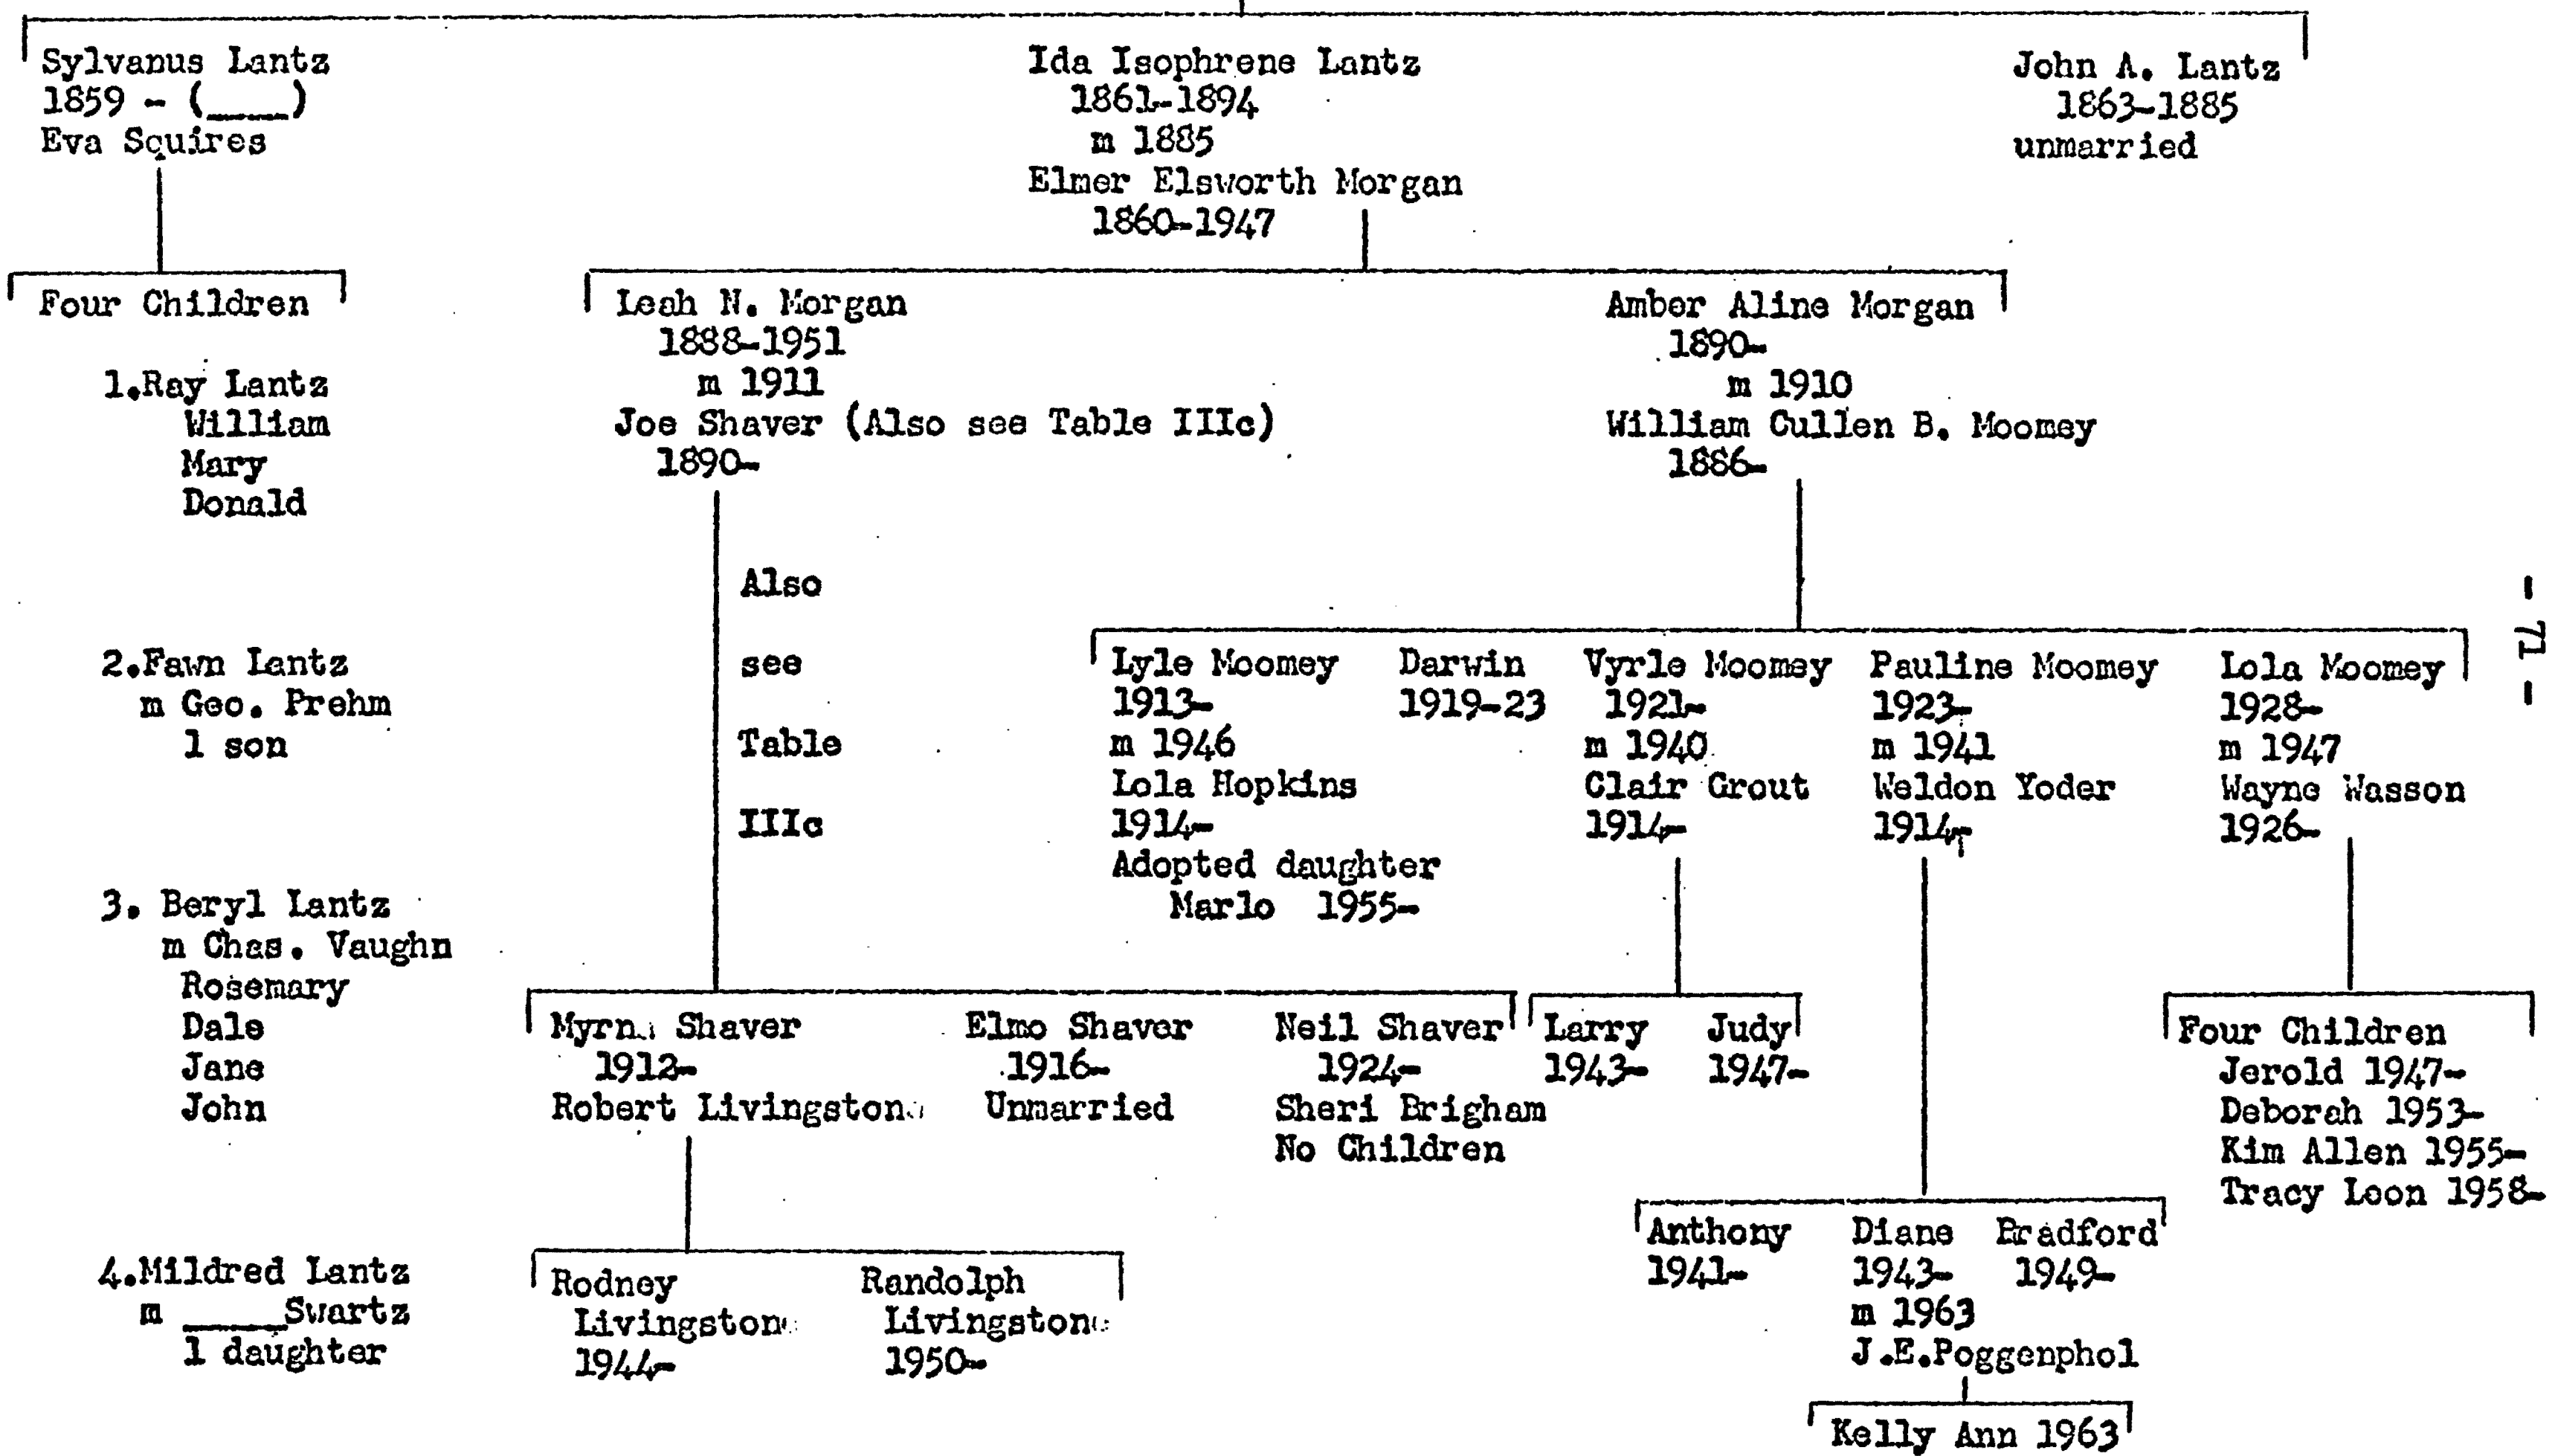 Sylvanus Lantz
1859 - (____)
Eva Squires
Ida Isophrene Lantz
1861-1894
m 1885
Elmer Elsworth Morgan
1860-1947
John A. Lantz
1863-1885
unmarried
Four Children
1.Ray Lantz
William
Mary
Donald
2.Fawn Lantz
m Geo. Prehm
1 son
3. Beryl Lantz
m Chas. Vaughn
Rosemary
Dale
Jane
John
4.Mildred Lantz
m _____Swartz
1 daughter
Leah N. Morgan
1888-1951
m 1911
Joe Shaver (Also see Table IIIc)
1890-
Also
see
Table
IIIc
Amber Aline Morgan
1890-
m 1910
William Cullen B. Moomey
1886-
Lyle Moomey
1913-
m 1946
Lola Hopkins
1914-
Adopted daughter
Marlo 1955-
Darwin
1919-23
Vyrle Moomey
1921-
m 1940
Clair Grout
1914-
Pauline Moomey
1923-
m 1941
Weldon Yoder
1914-
Lola Moomey
1928-
m 1947
Wayne Wasson
1926-
Myrna Shaver
1912-
Robert Livingston
Elmo Shaver
1916-
Unmarried
Neil Shaver
1924-
Sheri Brigham
No Children
Larry
1943-
Judy
1947-
Four Children
Jerold 1947-
Deborah 1953-
Kim Allen 1955-
Tracy Leon 1958-
Rodney
Livingston
1944-
Randolph
Livingston
1950-
Anthony
1941-
Diane
1943-
m 1963
J.E.Poggenphol
Bradford
1949-
Kelly Ann 1963
- 71 -